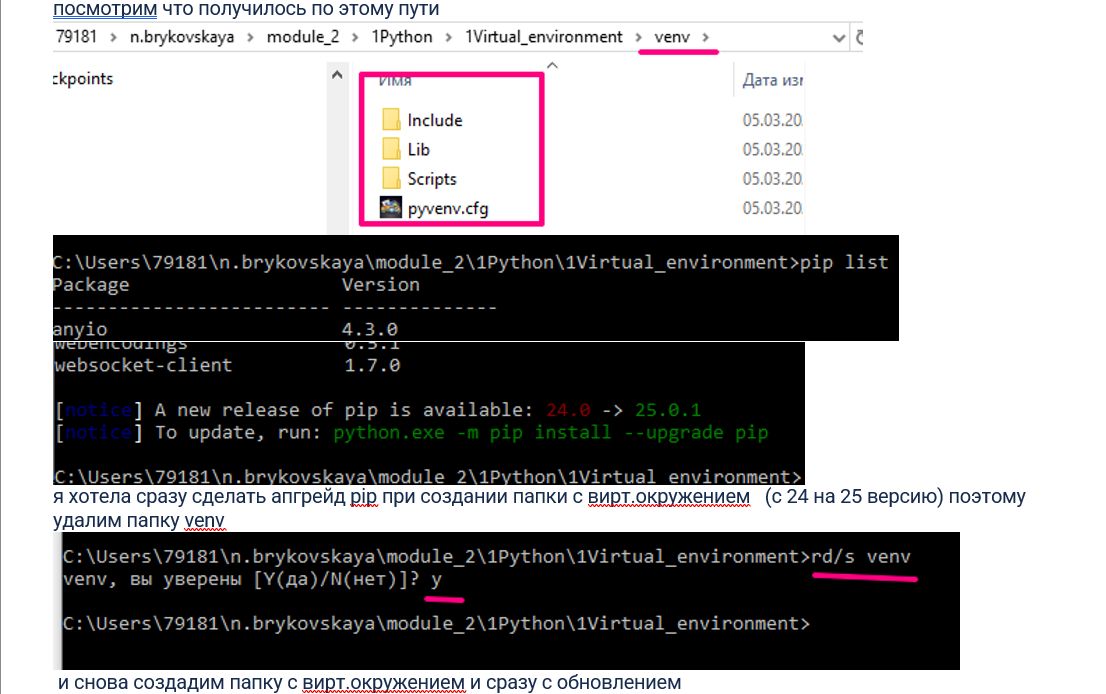 посмотрим что получилось по этому пути
79181 > n.brykovskaya > module_2 > 1Python > 1Virtual_environment > venv >
ckpoints
Имя
Дата изм
Include
05.03.20
Lib
05.03.20
Scripts
05.03.20
pyvenv.cfg
05.03.20
C:\Users\79181\n.brykovskaya\module_2\1Python\1Virtual_environment>pip list
Package Version
-------------------------- --------------
anyio 4.3.0
webencodings 0.5.1
websocket-client 1.7.0
[notice] A new release of pip is available: 24.0 -> 25.0.1
[notice] To update, run: python.exe -m pip install --upgrade pip
C:\Users\79181\n.brykovskaya\module_2\1Python\1Virtual_environment>
я хотела сразу сделать апгрейд pip при создании папки с вирт.окружением (с 24 на 25 версию) поэтому
удалим папку venv
C:\Users\79181\n.brykovskaya\module_2\1Python\1Virtual_environment>rd/s venv
venv, вы уверены [Y(да)/N(нет)]? y
C:\Users\79181\n.brykovskaya\module_2\1Python\1Virtual_environment>
и снова создадим папку с вирт.окружением и сразу с обновлением